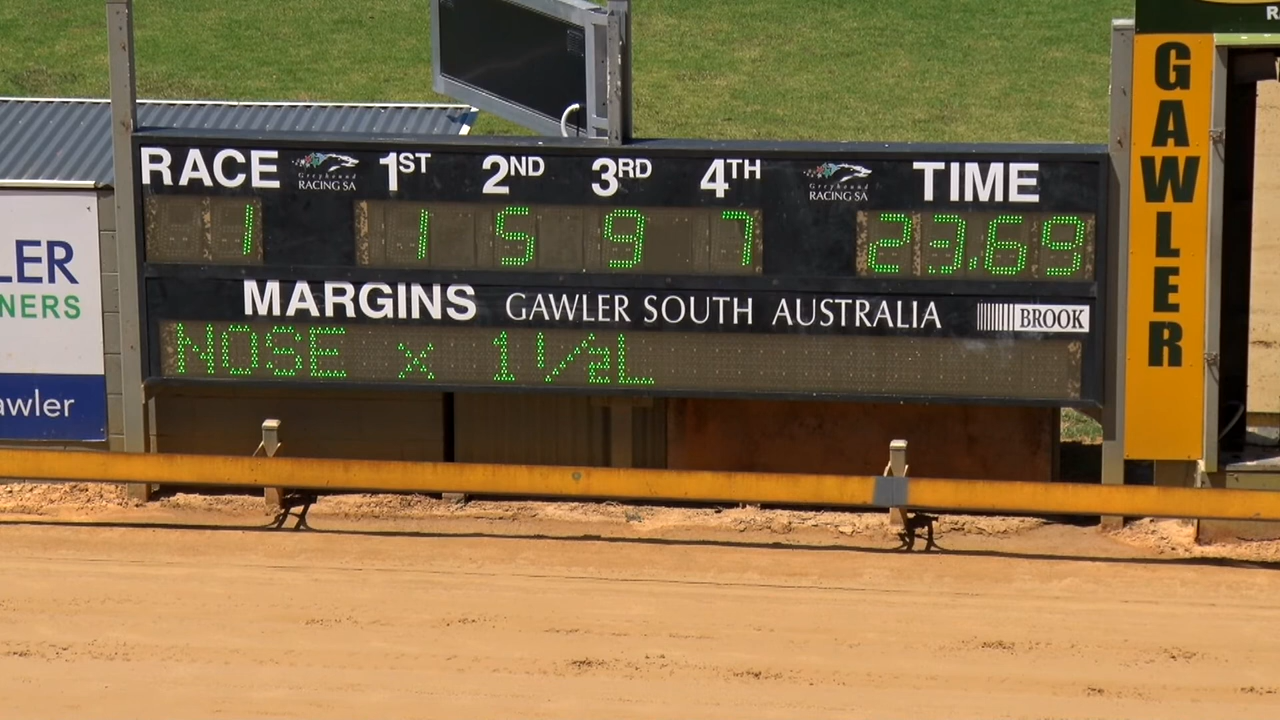 R
GAWLER
RACE 1ST 2ND 3RD 4TH TIME
Greyhound RACING SA
Greyhound RACING SA
1 1 5 9 7 23.69
MARGINS GAWLER SOUTH AUSTRALIA BROOK
NOSE x 1 1/2L
LER
NERS
awler